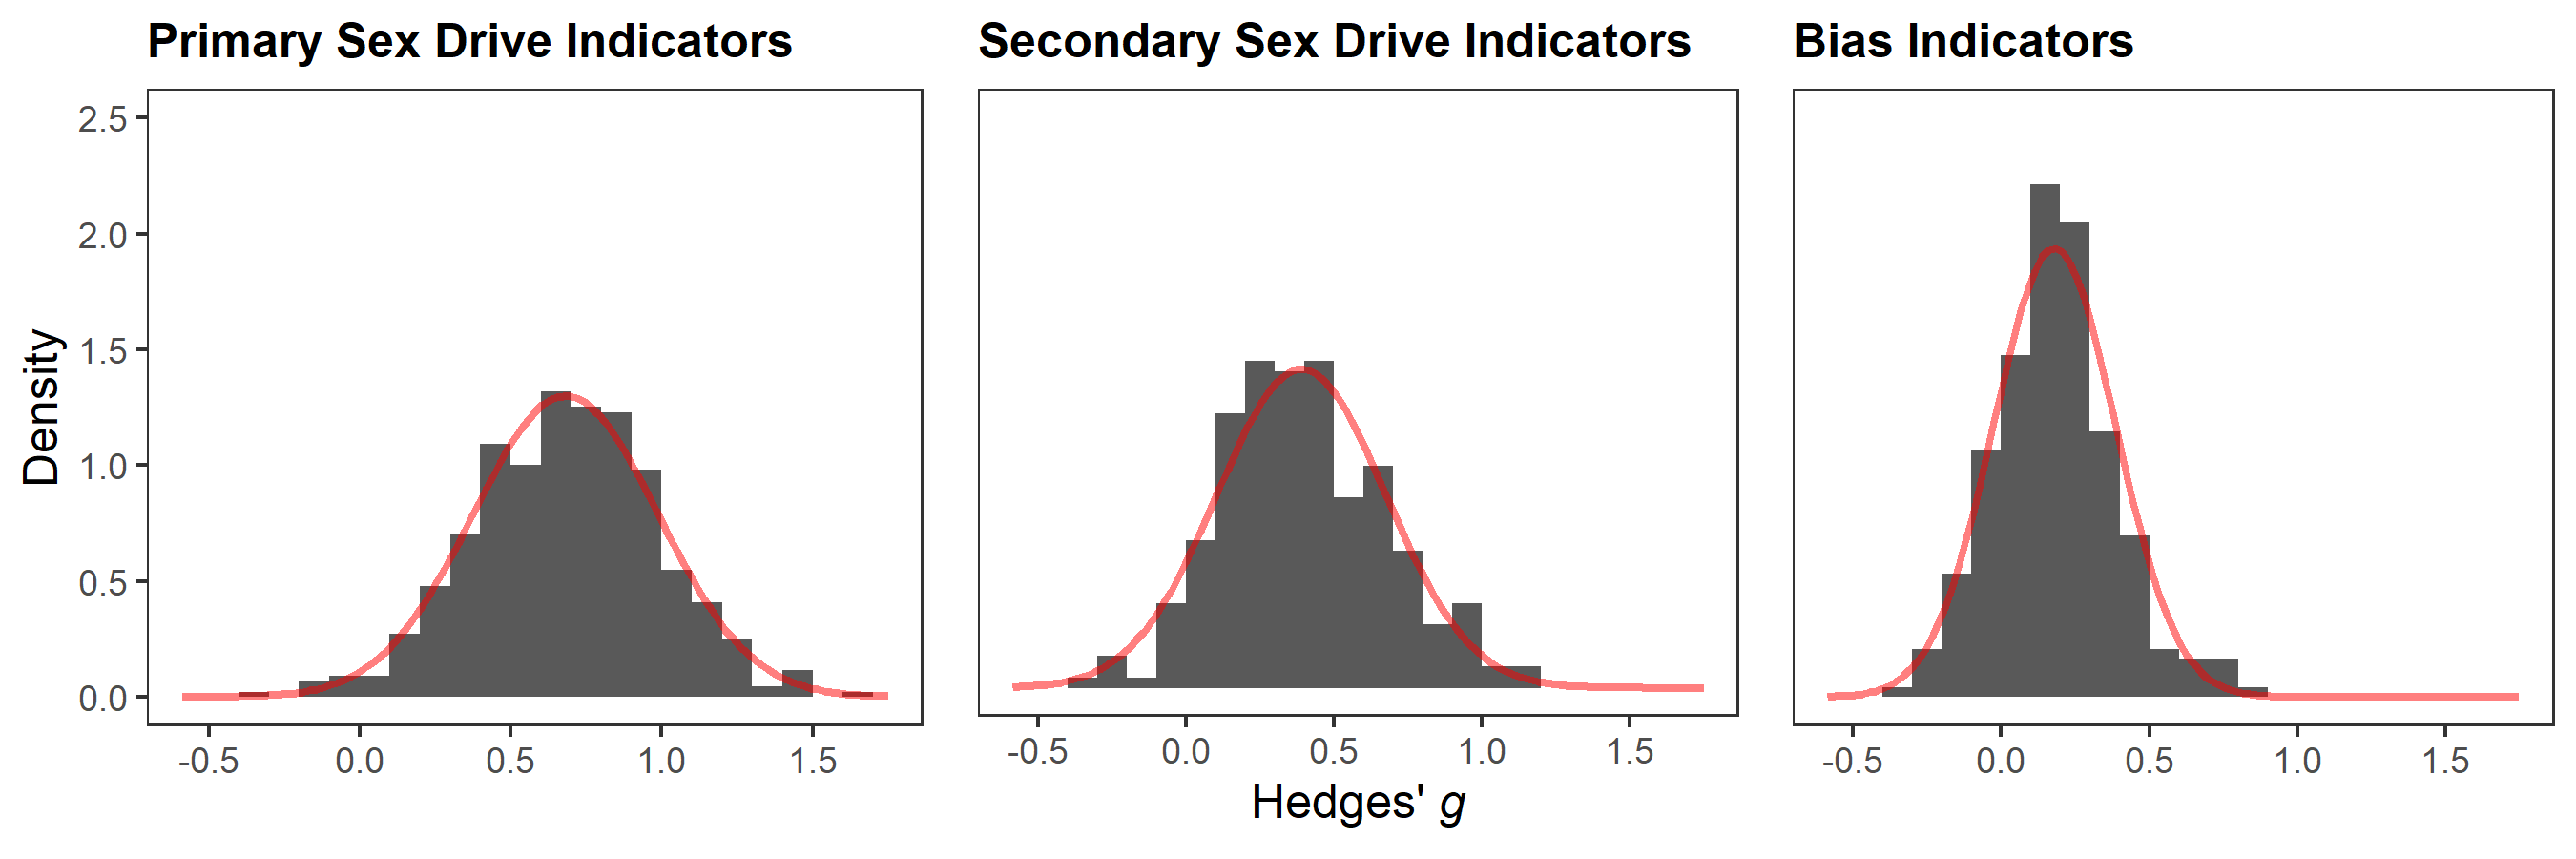 Primary Sex Drive Indicators
Secondary Sex Drive Indicators
Bias Indicators
Density
2.5
2.0
1.5
1.0
0.5
0.0
-0.5 0.0 0.5 1.0 1.5
-0.5 0.0 0.5 1.0 1.5
-0.5 0.0 0.5 1.0 1.5
Hedges' g